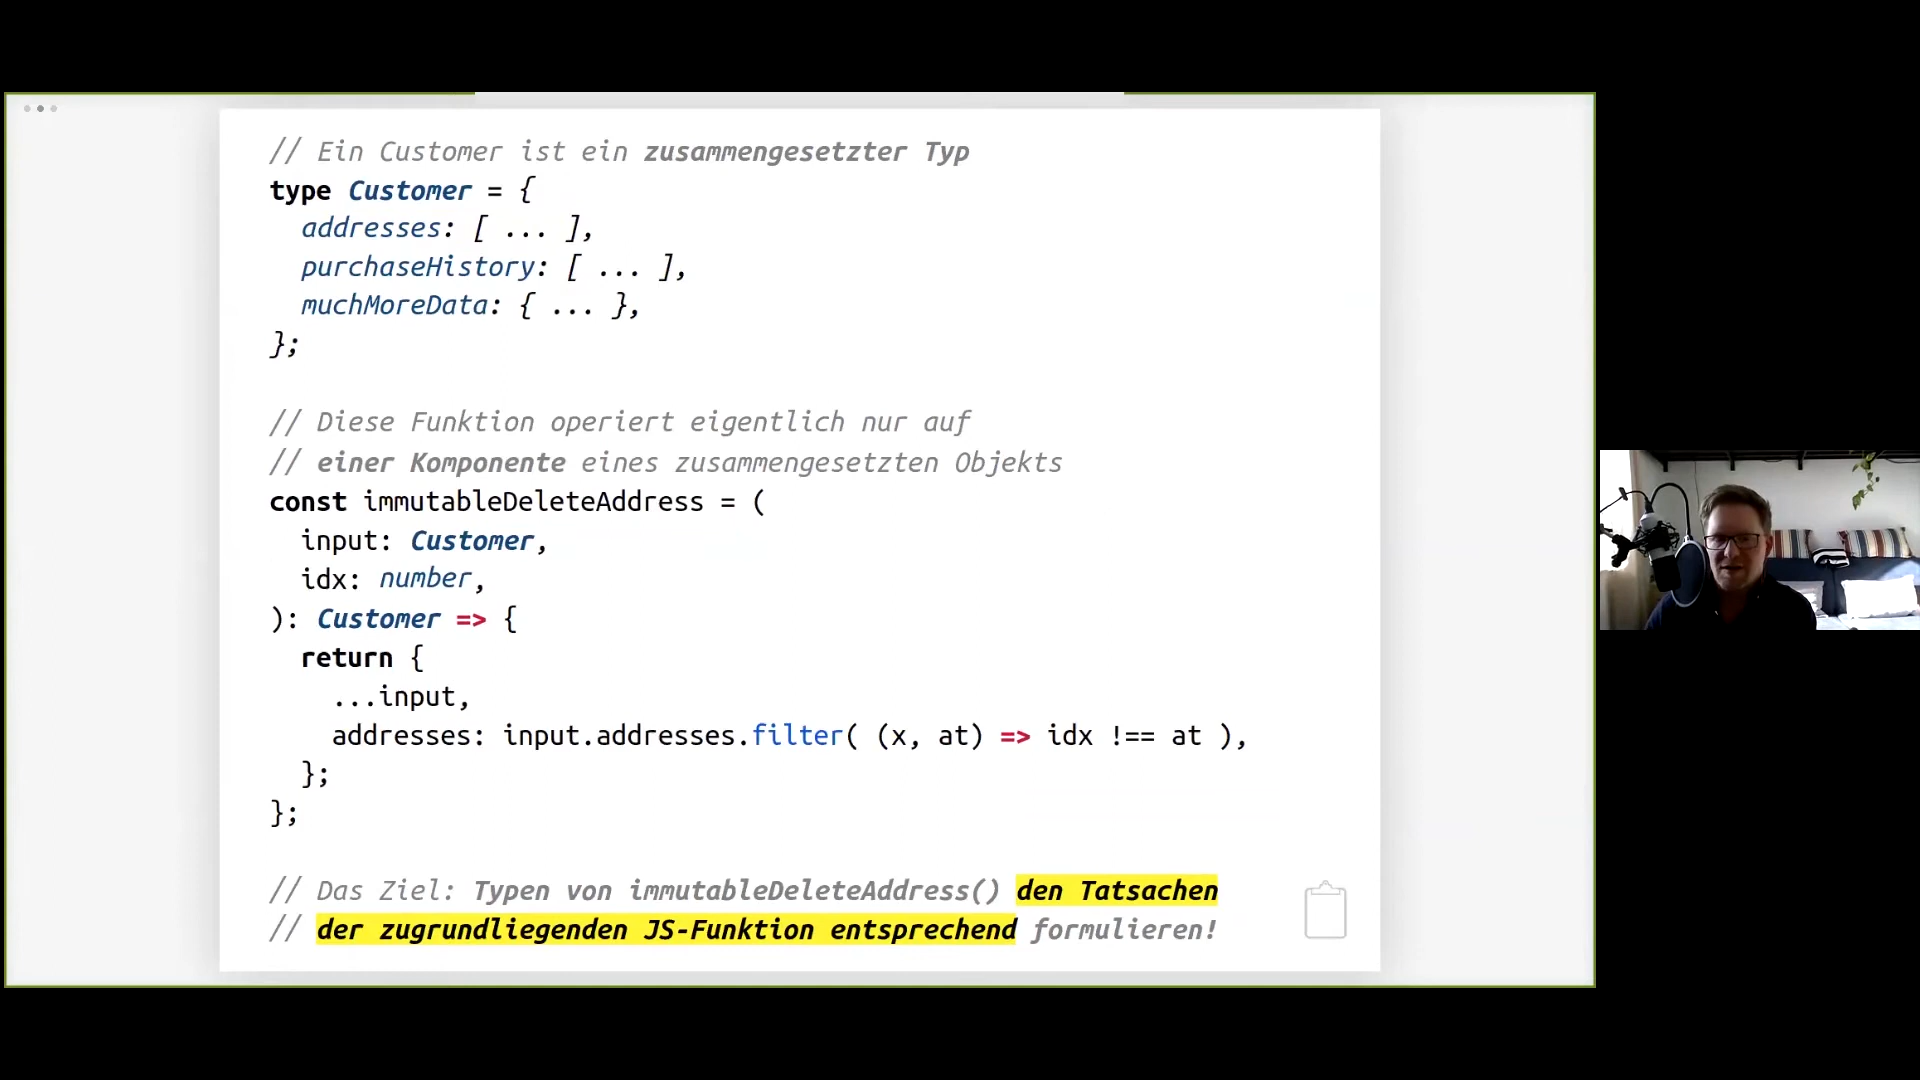 // Ein Customer ist ein zusammengesetzter Typ
type Customer = {
  addresses: [ ... ],
  purchaseHistory: [ ... ],
  muchMoreData: { ... },
};
// Diese Funktion operiert eigentlich nur auf
// einer Komponente eines zusammengesetzten Objekts
const immutableDeleteAddress = (
  input: Customer,
  idx: number,
): Customer => {
  return {
    ...input,
    addresses: input.addresses.filter( (x, at) => idx !== at ),
  };
};
// Das Ziel: Typen von immutableDeleteAddress() den Tatsachen
// der zugrundliegenden JS-Funktion entsprechend formulieren!